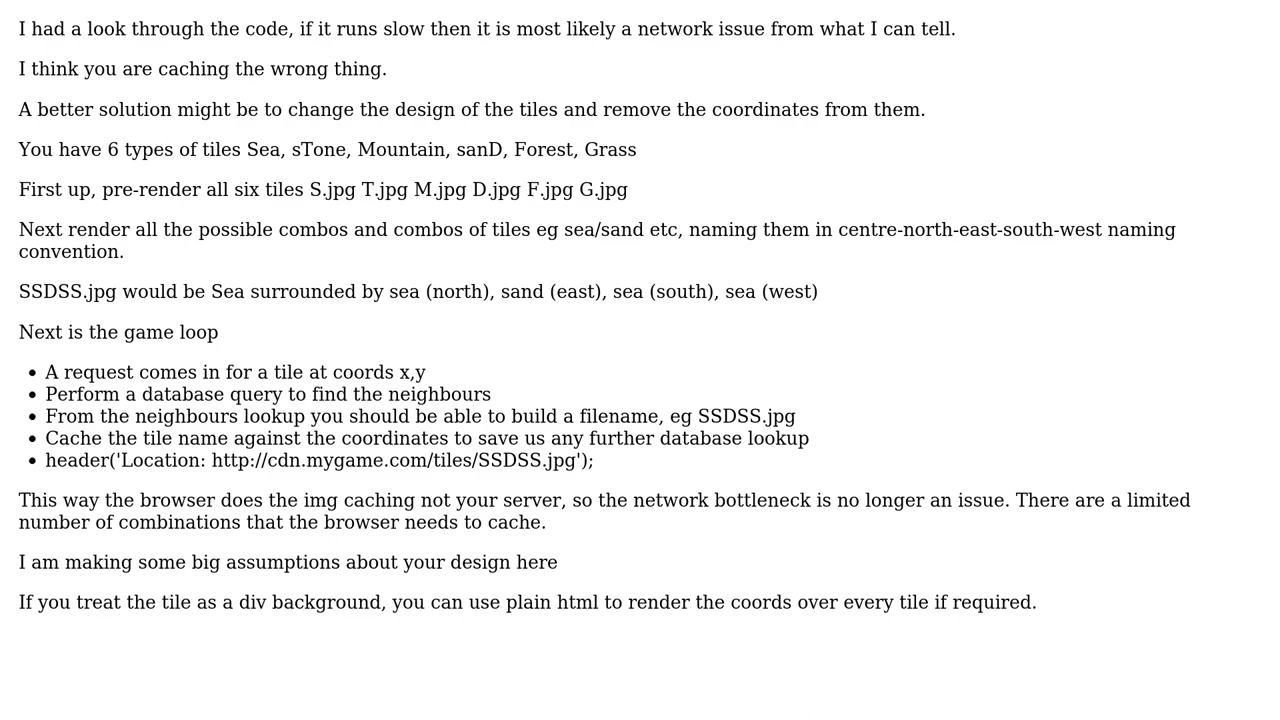 I had a look through the code, if it runs slow then it is most likely a network issue from what I can tell.
I think you are caching the wrong thing.
A better solution might be to change the design of the tiles and remove the coordinates from them.
You have 6 types of tiles Sea, sTone, Mountain, sanD, Forest, Grass
First up, pre-render all six tiles S.jpg T.jpg M.jpg D.jpg F.jpg G.jpg
Next render all the possible combos and combos of tiles eg sea/sand etc, naming them in centre-north-east-south-west naming
convention.
SSDSS.jpg would be Sea surrounded by sea (north), sand (east), sea (south), sea (west)
Next is the game loop
• A request comes in for a tile at coords x,y
• Perform a database query to find the neighbours
• From the neighbours lookup you should be able to build a filename, eg SSDSS.jpg
• Cache the tile name against the coordinates to save us any further database lookup
• header('Location: http://cdn.mygame.com/tiles/SSDSS.jpg');
This way the browser does the img caching not your server, so the network bottleneck is no longer an issue. There are a limited
number of combinations that the browser needs to cache.
I am making some big assumptions about your design here
If you treat the tile as a div background, you can use plain html to render the coords over every tile if required.